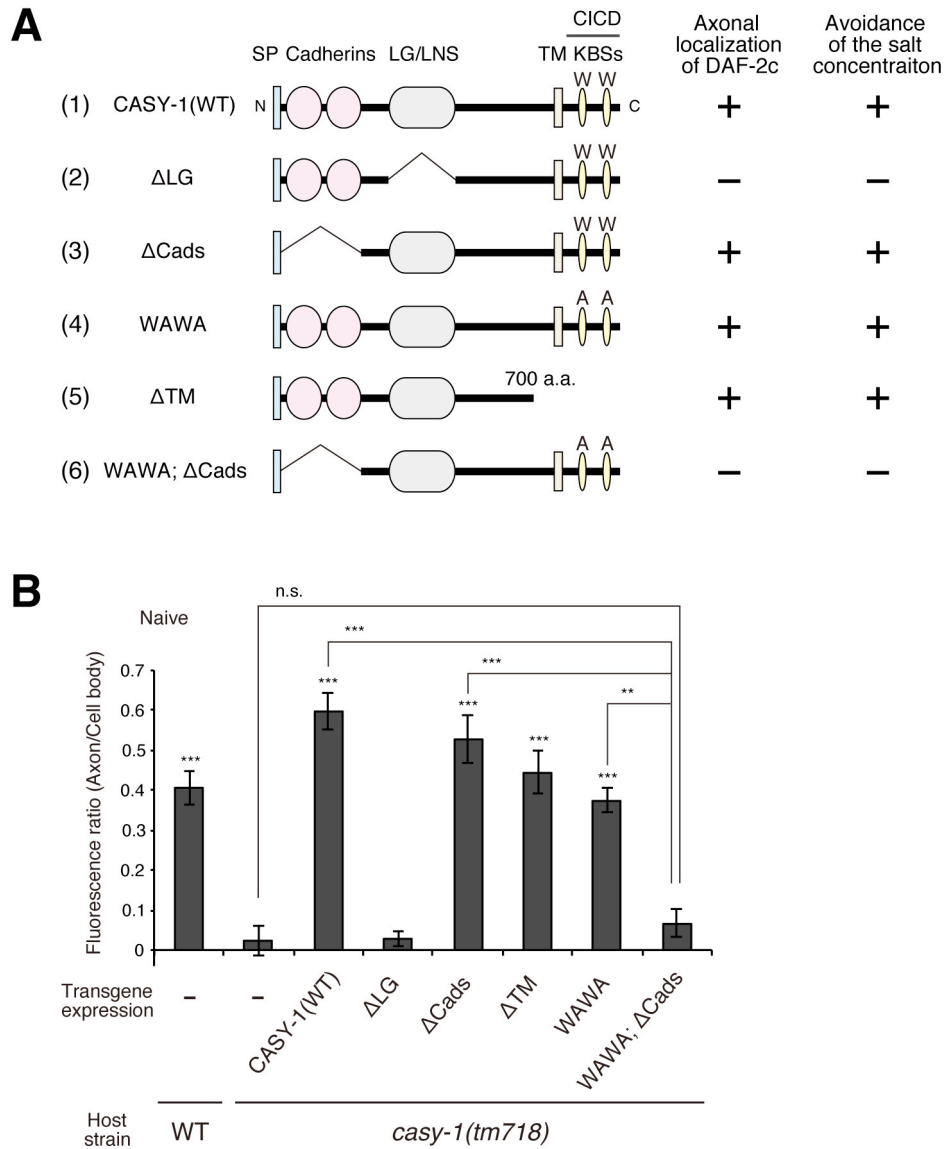 A
CICD
SP Cadherins LG/LNS TM KBSs
Axonal
localization
of DAF-2c
Avoidance
of the salt
concentraiton
W W
(1) CASY-1(WT) N C + +
W W
(2) ΔLG − −
W W
(3) ΔCads + +
A A
(4) WAWA + +
700 a.a.
(5) ΔTM + +
A A
(6) WAWA; ΔCads − −
B
n.s.
Naive
***
***
**
Fluorescence ratio (Axon/Cell body)
0.7
0.6
0.5
0.4
0.3
0.2
0.1
0
***
***
***
***
***
Transgene
expression
–
–
CASY-1(WT)
ΔLG
ΔCads
ΔTM
WAWA
WAWA; ΔCads
Host
strain
WT
casy-1(tm718)